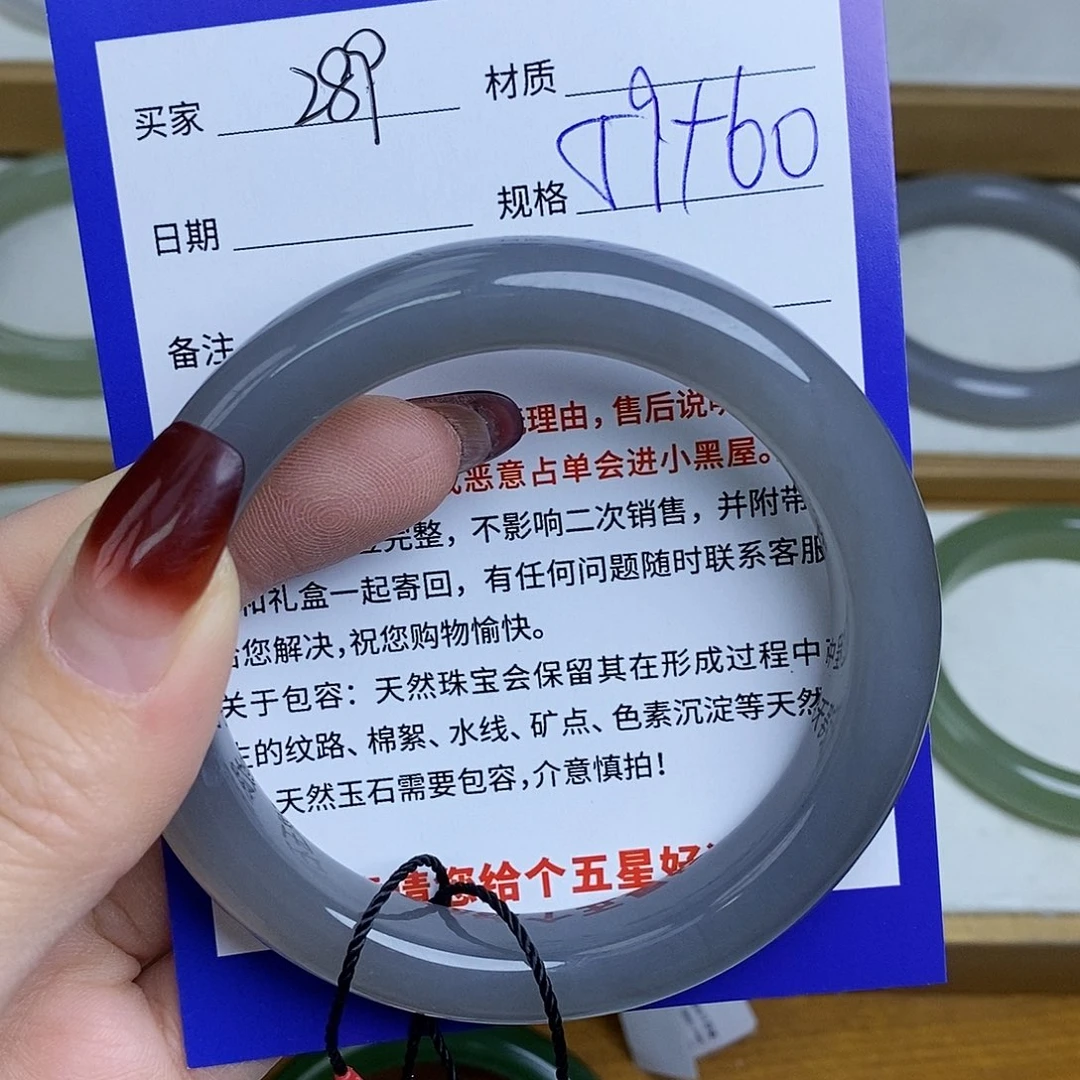 买家 289 材质
日期 规格 59+60
备注
理由，售后说
恶意占单会进小黑屋。
完整，不影响二次销售，并附带
和礼盒一起寄回，有任何问题随时联系客服
您解决，祝您购物愉快。
关于包容：天然珠宝会保留其在形成过程中
的纹路、棉絮、水线、矿点、色素沉淀等天然
天然玉石需要包容，介意慎拍！
请您给个五星好